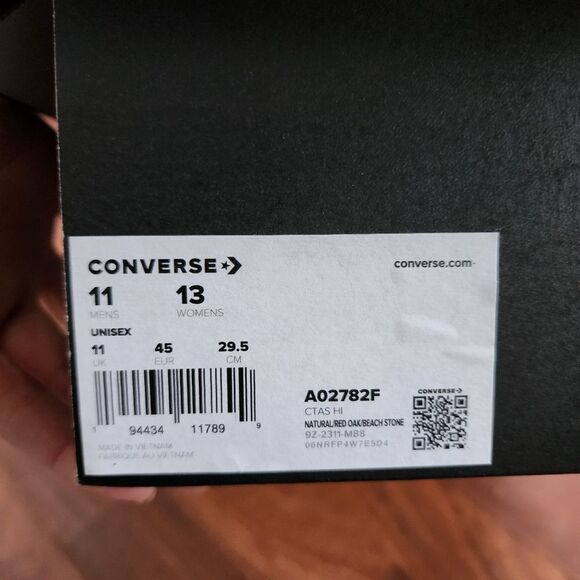 CONVERSE
converse.com
11 13
MENS WOMENS
UNISEX
11 45 29.5
UK EUR CM
94434 11789 9
MADE IN VIETNAM
FABRIQUE AU VIETNAM
A02782F
CTAS HI
NATURAL/RED OAK/BEACH STONE
9Z-2311-M88
06NRFP4W7E5D4
CONVERSE